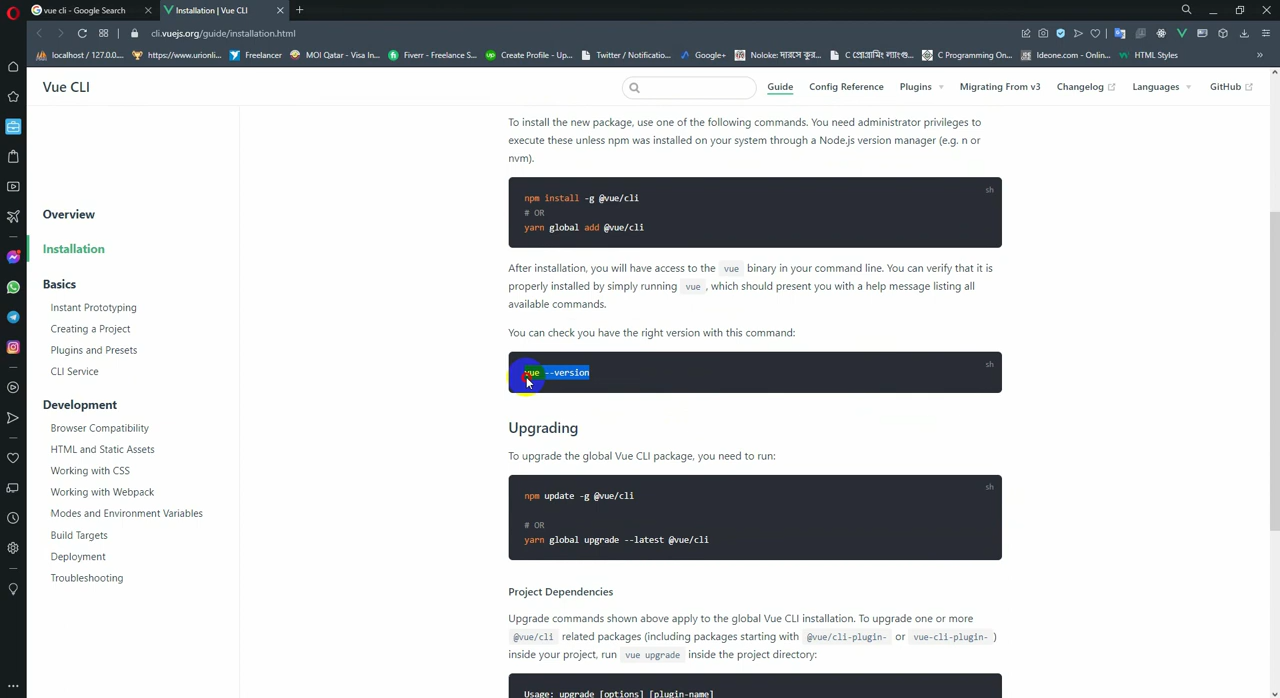 vue cli - Google Search
Installation | Vue CLI
cli.vuejs.org/guide/installation.html
localhost / 127.0.0....
https://www.urionli...
Freelancer
MOI Qatar - Visa In...
Fiverr - Freelance S...
Create Profile - Up...
Twitter / Notificatio...
Google+
C Programming On...
Ideone.com - Onlin...
HTML Styles
Vue CLI
Guide
Config Reference
Plugins
Migrating From v3
Changelog
Languages
GitHub
Overview
Installation
Basics
Instant Prototyping
Creating a Project
Plugins and Presets
CLI Service
Development
Browser Compatibility
HTML and Static Assets
Working with CSS
Working with Webpack
Modes and Environment Variables
Build Targets
Deployment
Troubleshooting
To install the new package, use one of the following commands. You need administrator privileges to
execute these unless npm was installed on your system through a Node.js version manager (e.g. n or
nvm).
sh
npm install -g @vue/cli
# OR
yarn global add @vue/cli
After installation, you will have access to the vue binary in your command line. You can verify that it is
properly installed by simply running vue , which should present you with a help message listing all
available commands.
You can check you have the right version with this command:
sh
vue --version
Upgrading
To upgrade the global Vue CLI package, you need to run:
sh
npm update -g @vue/cli
# OR
yarn global upgrade --latest @vue/cli
Project Dependencies
Upgrade commands shown above apply to the global Vue CLI installation. To upgrade one or more
@vue/cli related packages (including packages starting with @vue/cli-plugin- or vue-cli-plugin- )
inside your project, run vue upgrade inside the project directory:
Usage: upgrade [options] [plugin-name]